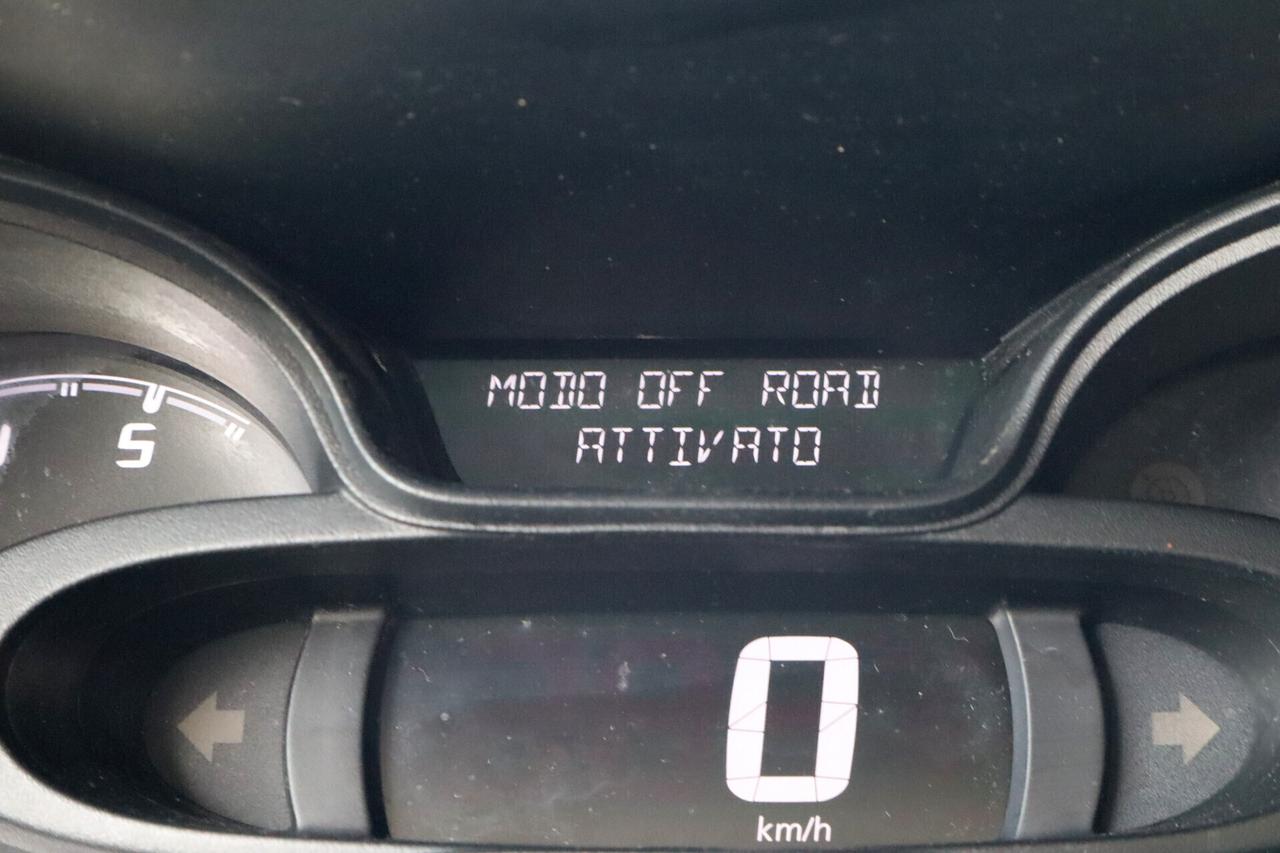 MODO OFF ROAD
ATTIVATO
5
0
km/h